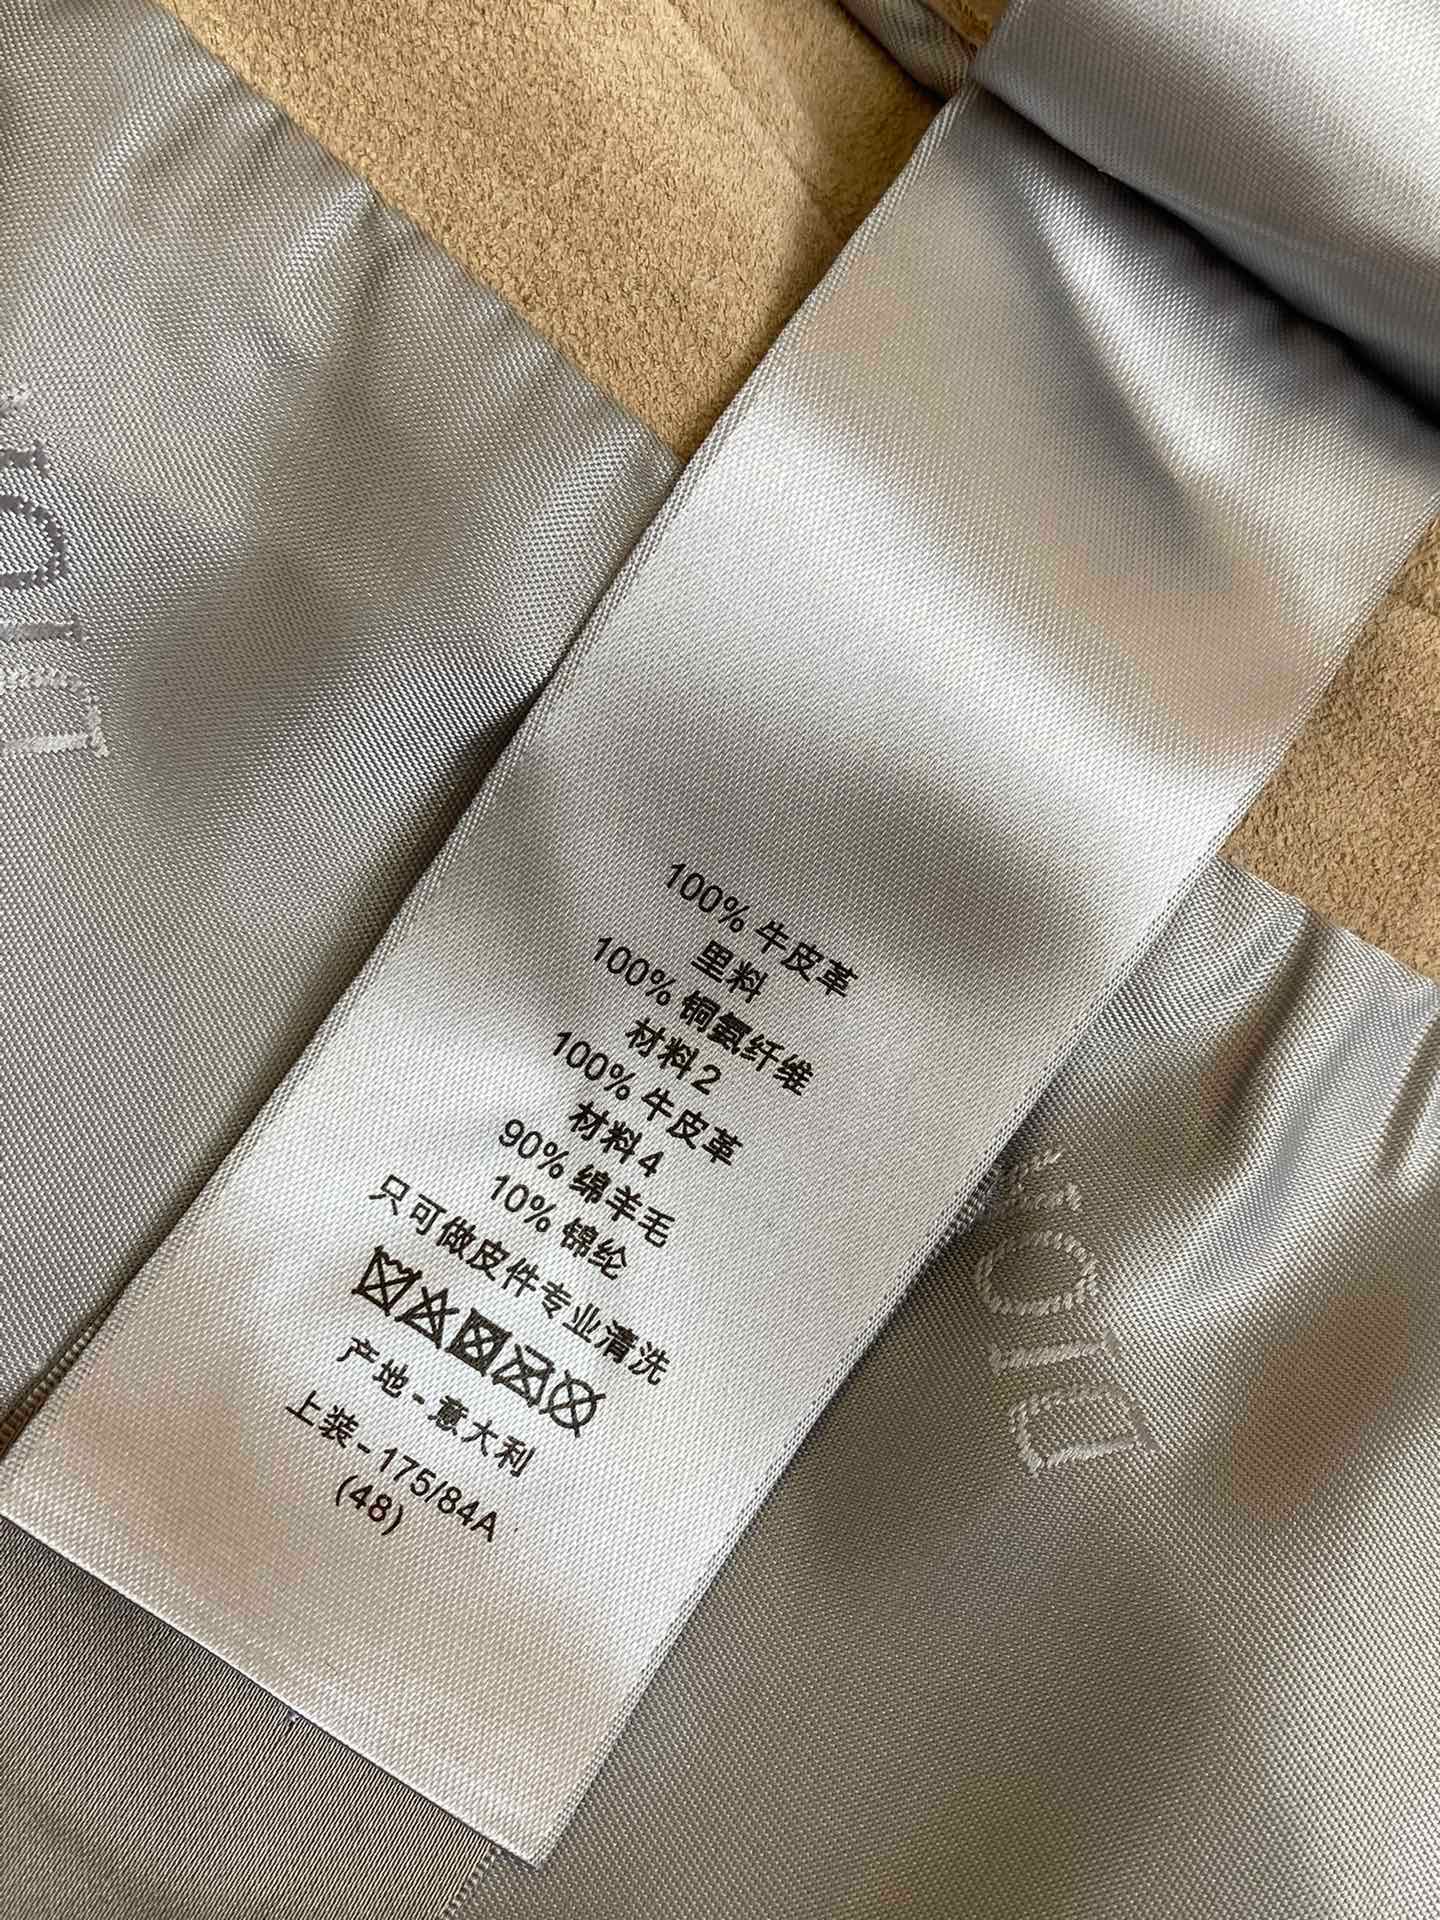 100% 牛皮革
里料
100% 铜氨纤维
材料2
100% 牛皮革
材料4
90% 绵羊毛
10% 锦纶
只可做皮件专业清洗
产地-意大利
上装-175/84A
(48)